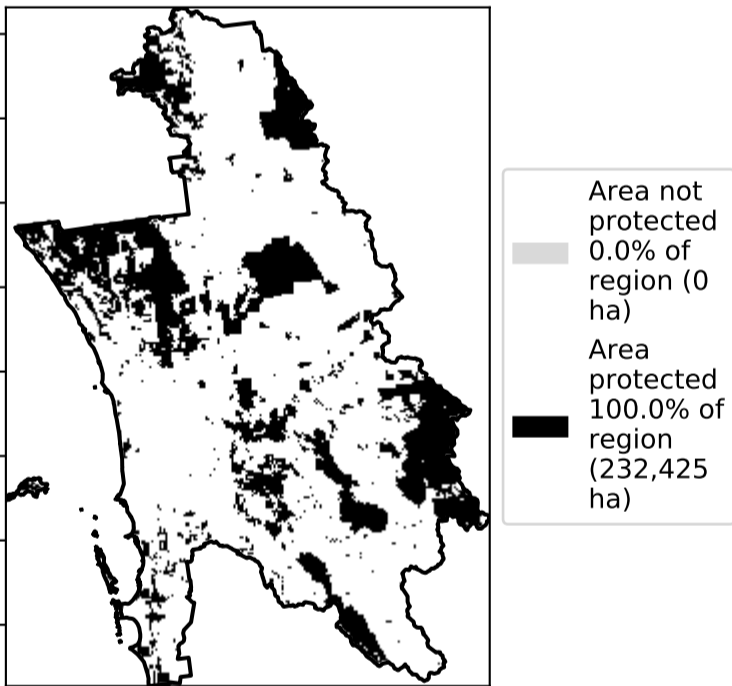 Area not
protected
0.0% of
region (0
ha)
Area
protected
100.0% of
region
(232,425
ha)